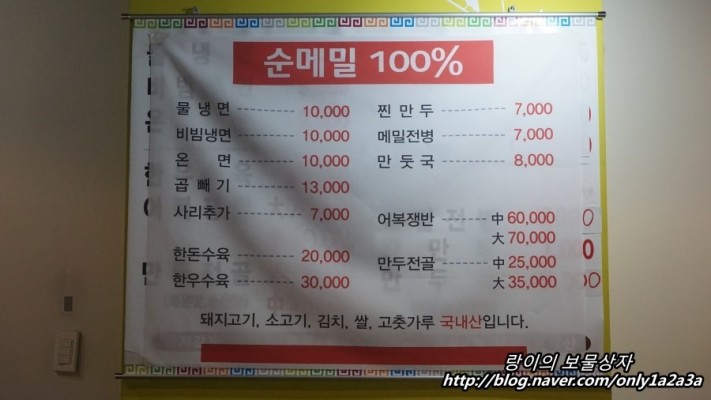 순메밀 100%
물냉면 10,000
비빔냉면 10,000
온면 10,000
곱빼기 13,000
사리추가 7,000
한돈수육 20,000
한우수육 30,000
찐만두 7,000
메밀전병 7,000
만둣국 8,000
어복쟁반 中 60,000
大 70,000
만두전골 中 25,000
大 35,000
돼지고기, 소고기, 김치, 쌀, 고춧가루 국내산입니다.
랑이의 보물상자
http://blog.naver.com/only1a2a3a